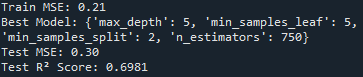 Train MSE: 0.21
Best Model: {'max_depth': 5, 'min_samples_leaf': 5,
'min_samples_split': 2, 'n_estimators': 750}
Test MSE: 0.30
Test R² Score: 0.6981